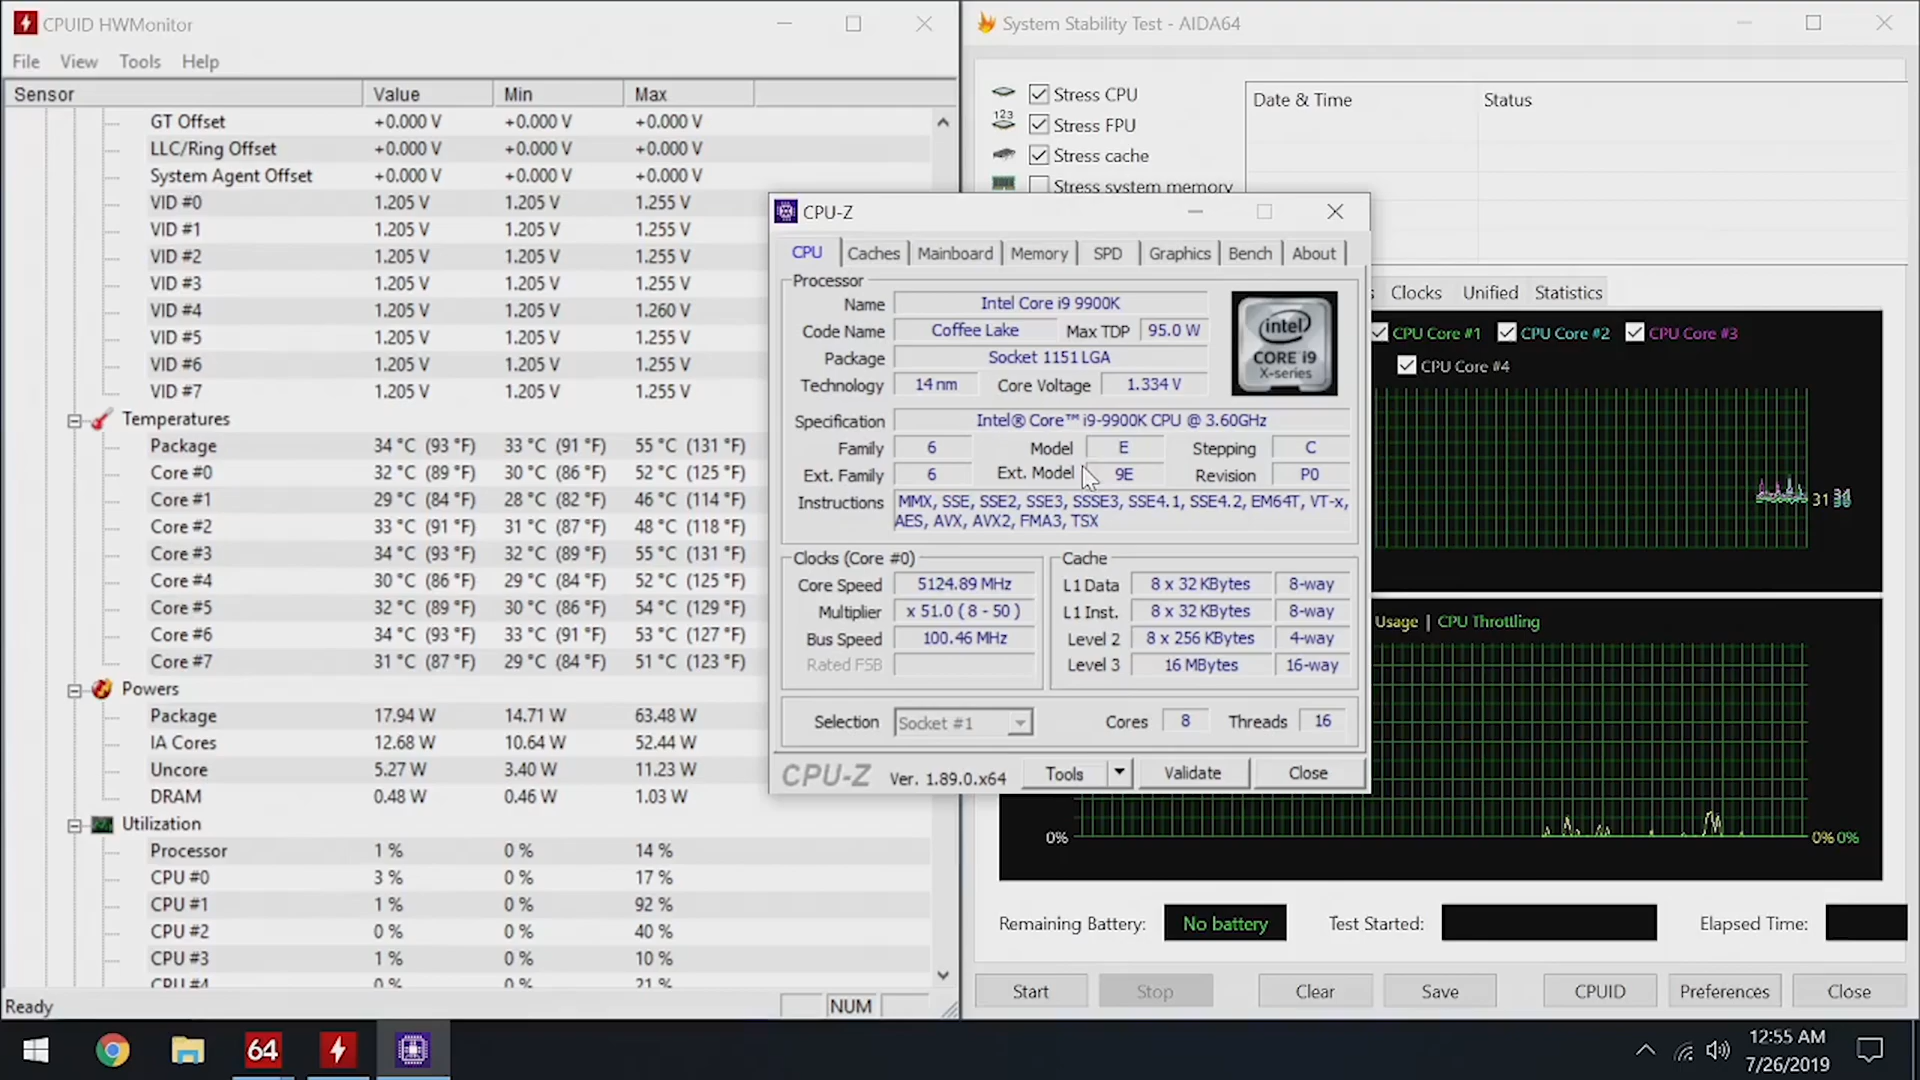 CPUID HWMonitor
File View Tools Help
Sensor Value Min Max
GT Offset +0.000 V +0.000 V +0.000 V
LLC/Ring Offset +0.000 V +0.000 V +0.000 V
System Agent Offset +0.000 V +0.000 V +0.000 V
VID #0 1.205 V 1.205 V 1.255 V
VID #1 1.205 V 1.205 V 1.255 V
VID #2 1.205 V 1.205 V 1.255 V
VID #3 1.205 V 1.205 V 1.255 V
VID #4 1.205 V 1.205 V 1.260 V
VID #5 1.205 V 1.205 V 1.255 V
VID #6 1.205 V 1.205 V 1.255 V
VID #7 1.205 V 1.205 V 1.255 V
Temperatures
Package 34 °C (93 °F) 33 °C (91 °F) 55 °C (131 °F)
Core #0 32 °C (89 °F) 30 °C (86 °F) 52 °C (125 °F)
Core #1 29 °C (84 °F) 28 °C (82 °F) 46 °C (114 °F)
Core #2 33 °C (91 °F) 31 °C (87 °F) 48 °C (118 °F)
Core #3 34 °C (93 °F) 32 °C (89 °F) 55 °C (131 °F)
Core #4 30 °C (86 °F) 29 °C (84 °F) 52 °C (125 °F)
Core #5 32 °C (89 °F) 30 °C (86 °F) 54 °C (129 °F)
Core #6 34 °C (93 °F) 33 °C (91 °F) 53 °C (127 °F)
Core #7 31 °C (87 °F) 29 °C (84 °F) 51 °C (123 °F)
Powers
Package 17.94 W 14.71 W 63.48 W
IA Cores 12.68 W 10.64 W 52.44 W
Uncore 5.27 W 3.40 W 11.23 W
DRAM 0.48 W 0.46 W 1.03 W
Utilization
Processor 1 % 0 % 14 %
CPU #0 3 % 0 % 17 %
CPU #1 1 % 0 % 92 %
CPU #2 0 % 0 % 40 %
CPU #3 1 % 0 % 10 %
CPU #4 0 % 0 % 21 %
Ready NUM
System Stability Test - AIDA64
Stress CPU
123
Stress FPU
Stress cache
Stress system memory
Date & Time Status
Clocks Unified Statistics
CPU Core #1 CPU Core #2 CPU Core #3
CPU Core #4
31 34
Usage | CPU Throttling
0% 0% 0%
Remaining Battery: No battery Test Started: Elapsed Time:
Start Stop Clear Save CPUID Preferences Close
CPU-Z
CPU Caches Mainboard Memory SPD Graphics Bench About
Processor
Name Intel Core i9 9900K
Code Name Coffee Lake Max TDP 95.0 W
Package Socket 1151 LGA
Technology 14 nm Core Voltage 1.334 V
intel
CORE i9
X-series
Specification Intel® Core™ i9-9900K CPU @ 3.60GHz
Family 6 Model E Stepping C
Ext. Family 6 Ext. Model 9E Revision P0
Instructions MMX, SSE, SSE2, SSE3, SSSE3, SSE4.1, SSE4.2, EM64T, VT-x,
AES, AVX, AVX2, FMA3, TSX
Clocks (Core #0)
Core Speed 5124.89 MHz
Multiplier x 51.0 ( 8 - 50 )
Bus Speed 100.46 MHz
Rated FSB
Cache
L1 Data 8 x 32 KBytes 8-way
L1 Inst. 8 x 32 KBytes 8-way
Level 2 8 x 256 KBytes 4-way
Level 3 16 MBytes 16-way
Selection Socket #1 Cores 8 Threads 16
CPU-Z Ver. 1.89.0.x64 Tools Validate Close
64
12:55 AM
7/26/2019